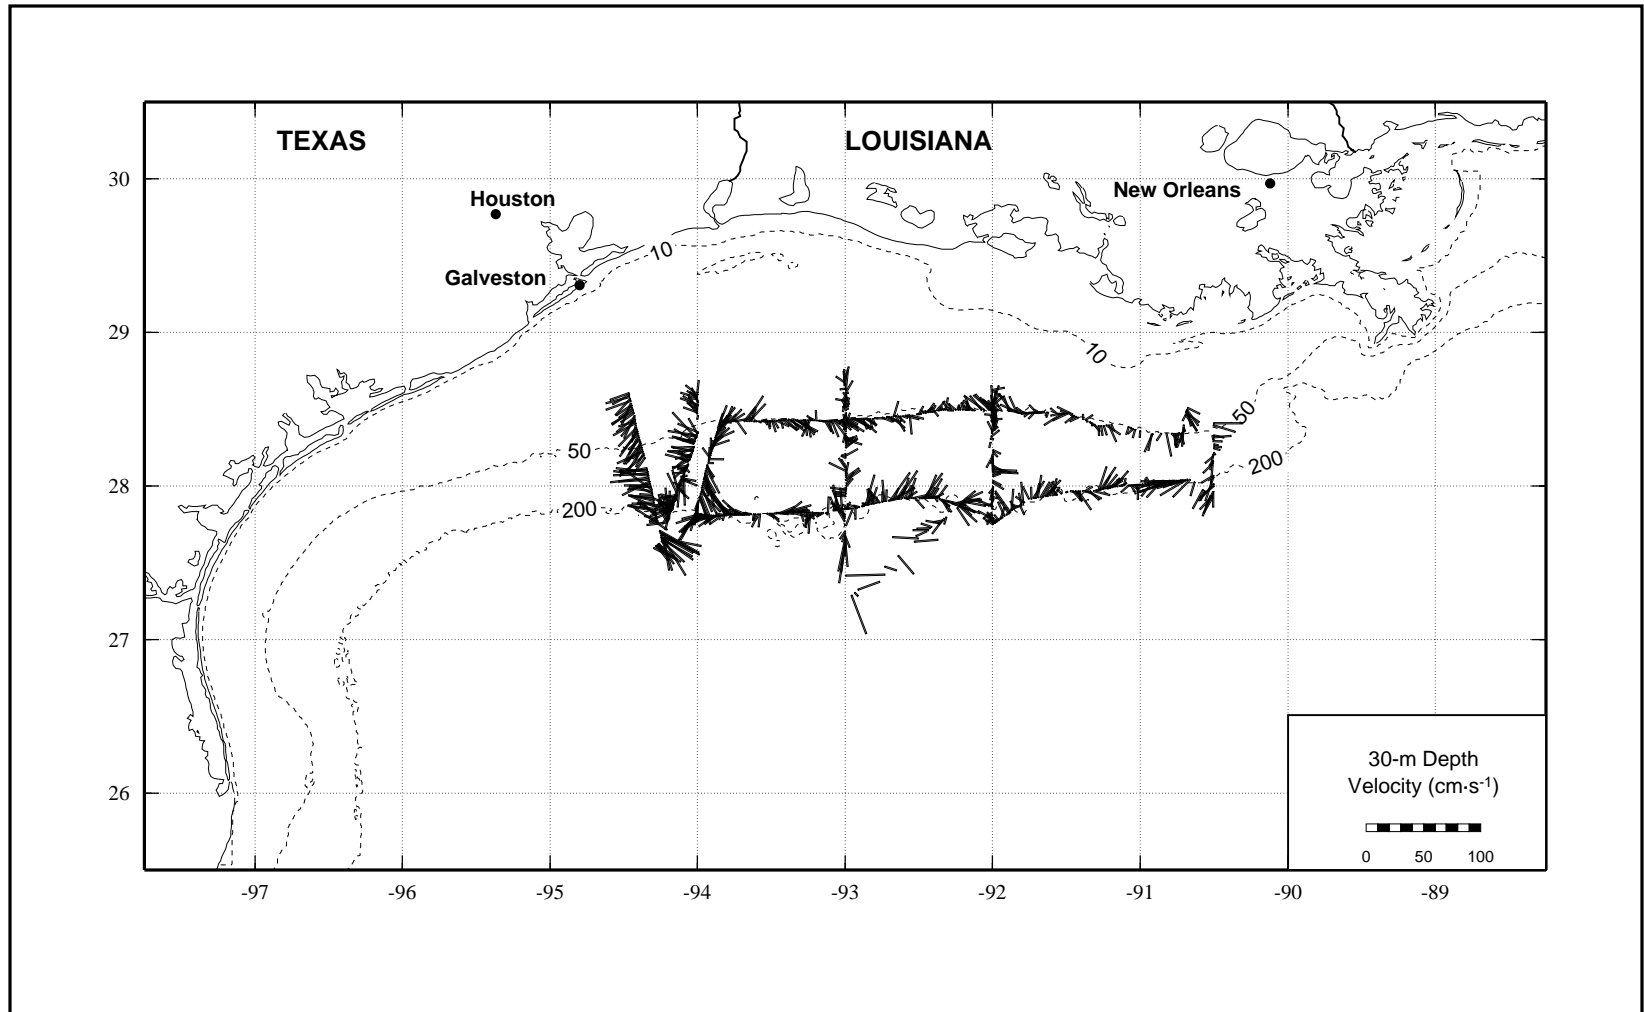 TEXAS
LOUISIANA
30
New Orleans
Houston
10
Galveston
29
10
50
50
200
28
200
27
30-m Depth
Velocity (cm·s-1)
26
0 50 100
-97 -96 -95 -94 -93 -92 -91 -90 -89